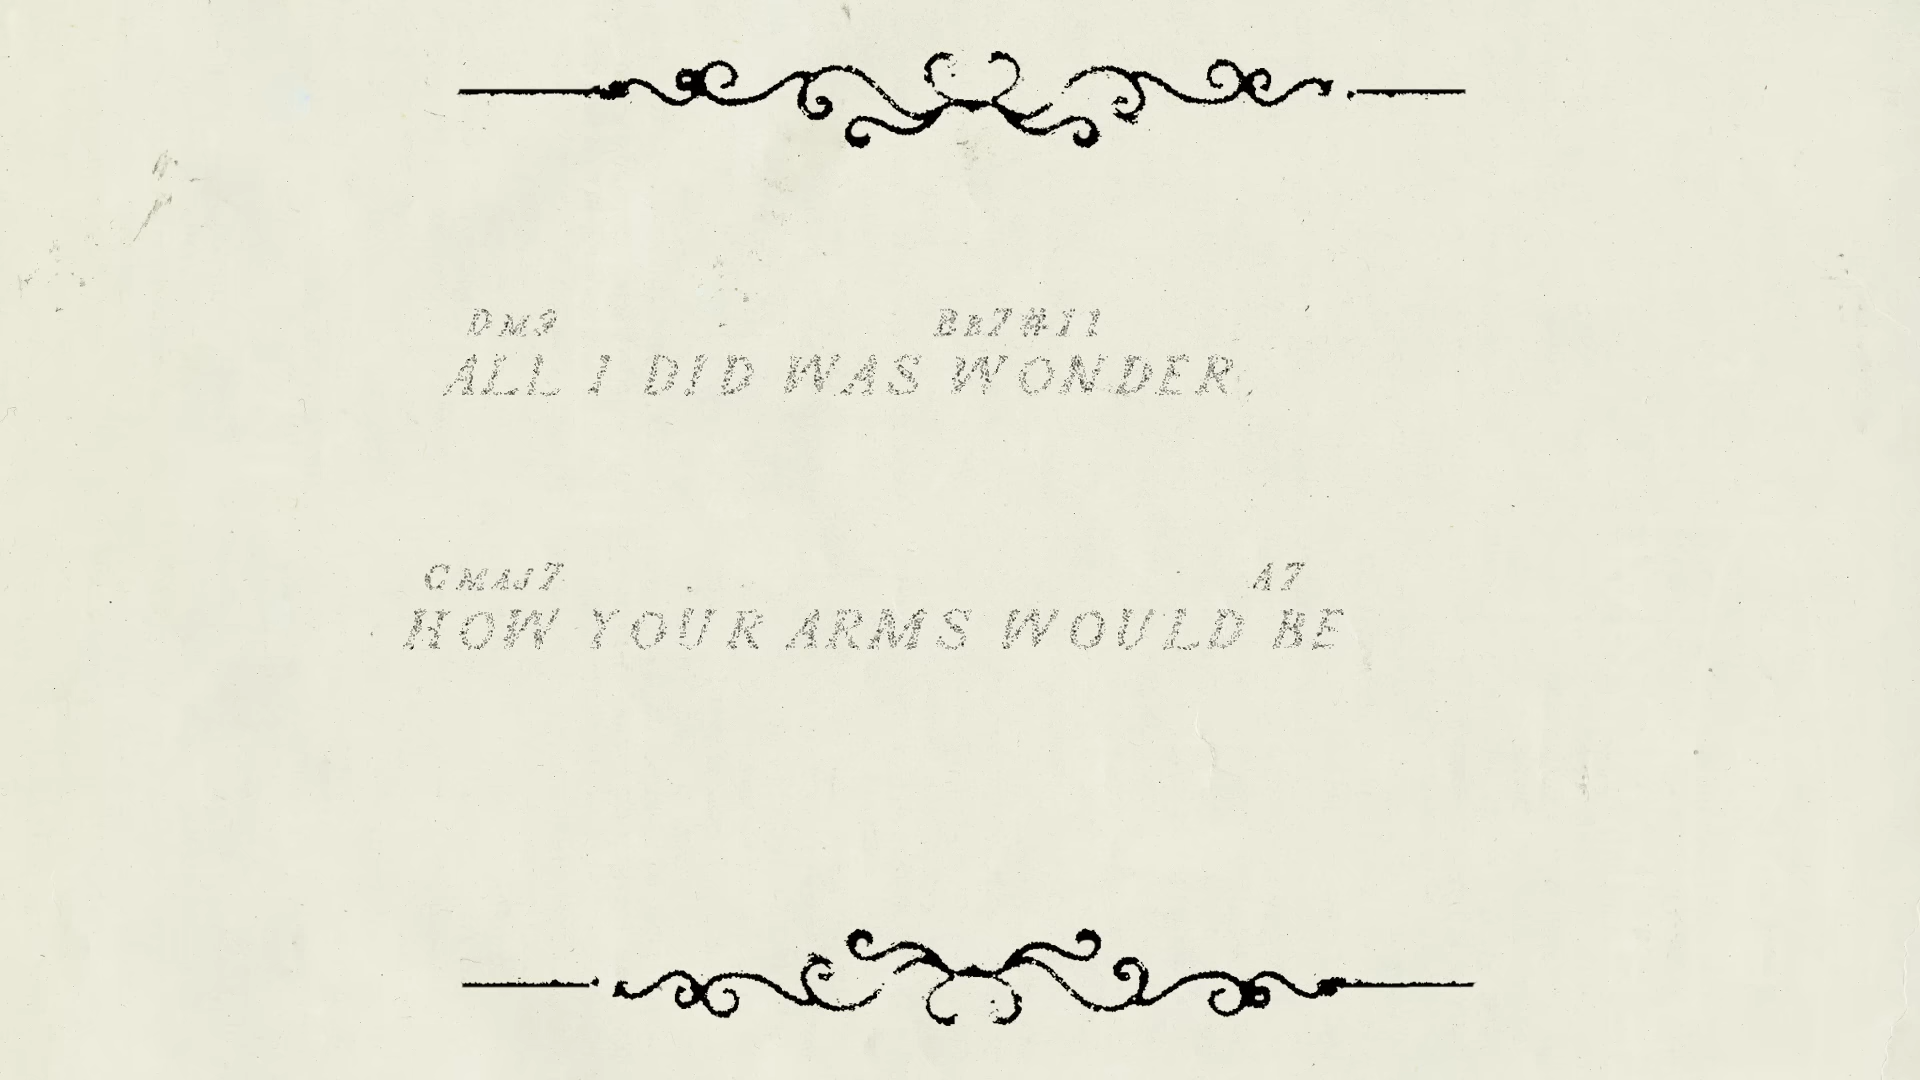 DM9 BB7#11
ALL I DID WAS WONDER,
CMAJ7 A7
HOW YOUR ARMS WOULD BE